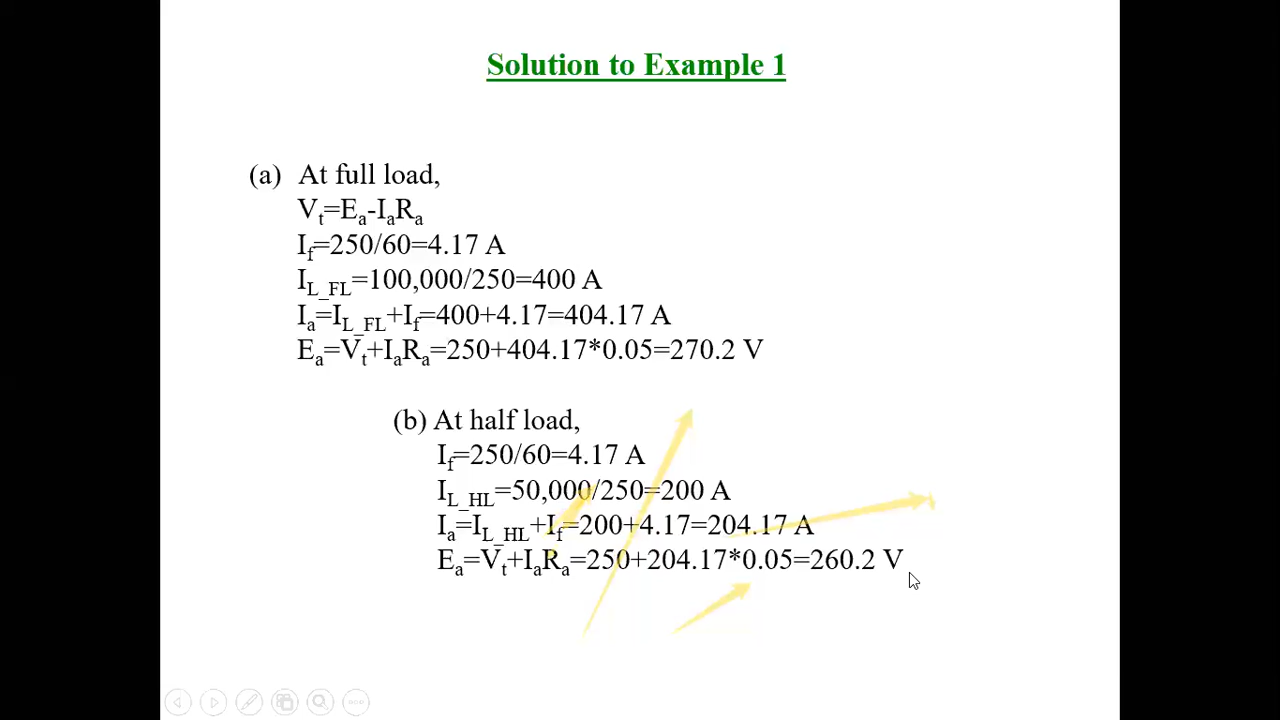 Solution to Example 1
(a) At full load,
Vt=Ea-IaRa
If=250/60=4.17 A
IL_FL=100,000/250=400 A
Ia=IL_FL+If=400+4.17=404.17 A
Ea=Vt+IaRa=250+404.17*0.05=270.2 V
(b) At half load,
If=250/60=4.17 A
IL_HL=50,000/250=200 A
Ia=IL_HL+If=200+4.17=204.17 A
Ea=Vt+IaRa=250+204.17*0.05=260.2 V